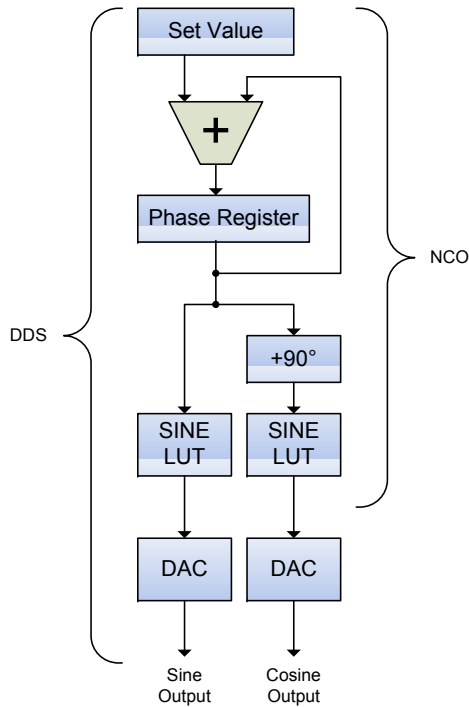 Set Value
+
Phase Register
NCO
DDS
+90°
SINE
LUT
SINE
LUT
DAC
DAC
Sine
Output
Cosine
Output